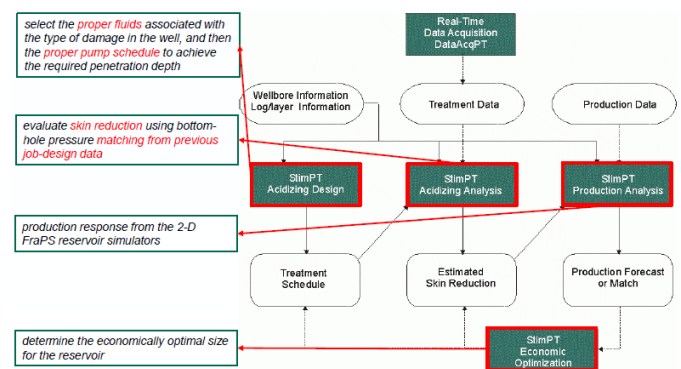 select the proper fluids associated with
the type of damage in the well, and then
the proper pump schedule to achieve
the required penetration depth
Real-Time
Data Acquisition
DataAcqPT
Wellbore Information
Log/layer Information
Treatment Data
Production Data
evaluate skin reduction using bottom-
hole pressure matching from previous
job-design data
StimPT
Acidizing Design
StimPT
Acidizing Analysis
StimPT
Production Analysis
production response from the 2-D
FraPS reservoir simulators
Treatment
Schedule
Estimated
Skin Reduction
Production Forecast
or Match
determine the economically optimal size
for the reservoir
StimPT
Economic
Optimization